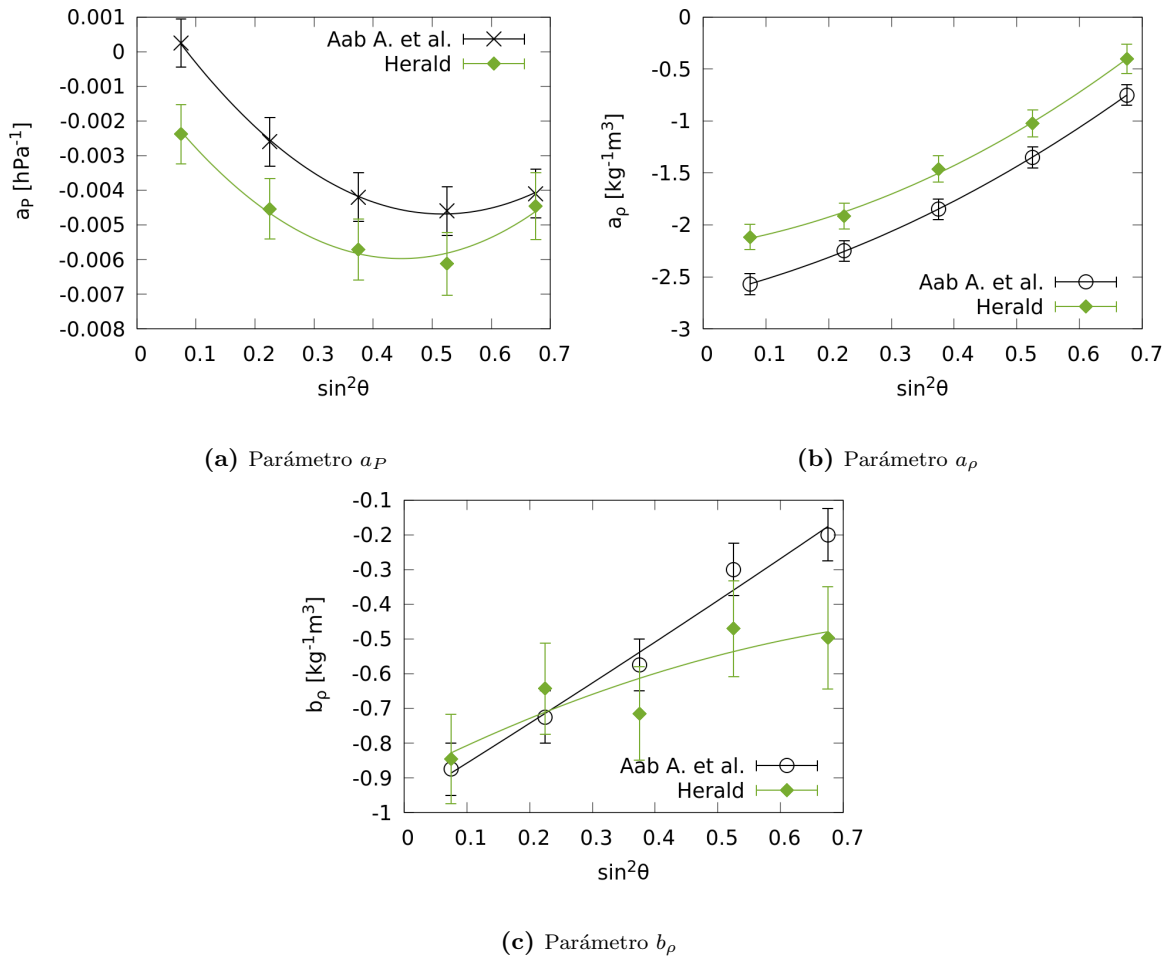 0.001
0
-0.001
-0.002
-0.003
-0.004
-0.005
-0.006
-0.007
-0.008
aP [hPa-1]
Aab A. et al.
Herald
0 0.1 0.2 0.3 0.4 0.5 0.6 0.7
sin²θ
(a) Parámetro aP
0
-0.5
-1
-1.5
-2
-2.5
-3
aρ [kg-1m3]
Aab A. et al.
Herald
0 0.1 0.2 0.3 0.4 0.5 0.6 0.7
sin²θ
(b) Parámetro aρ
-0.1
-0.2
-0.3
-0.4
-0.5
-0.6
-0.7
-0.8
-0.9
-1
bρ [kg-1m3]
Aab A. et al.
Herald
0 0.1 0.2 0.3 0.4 0.5 0.6 0.7
sin²θ
(c) Parámetro bρ